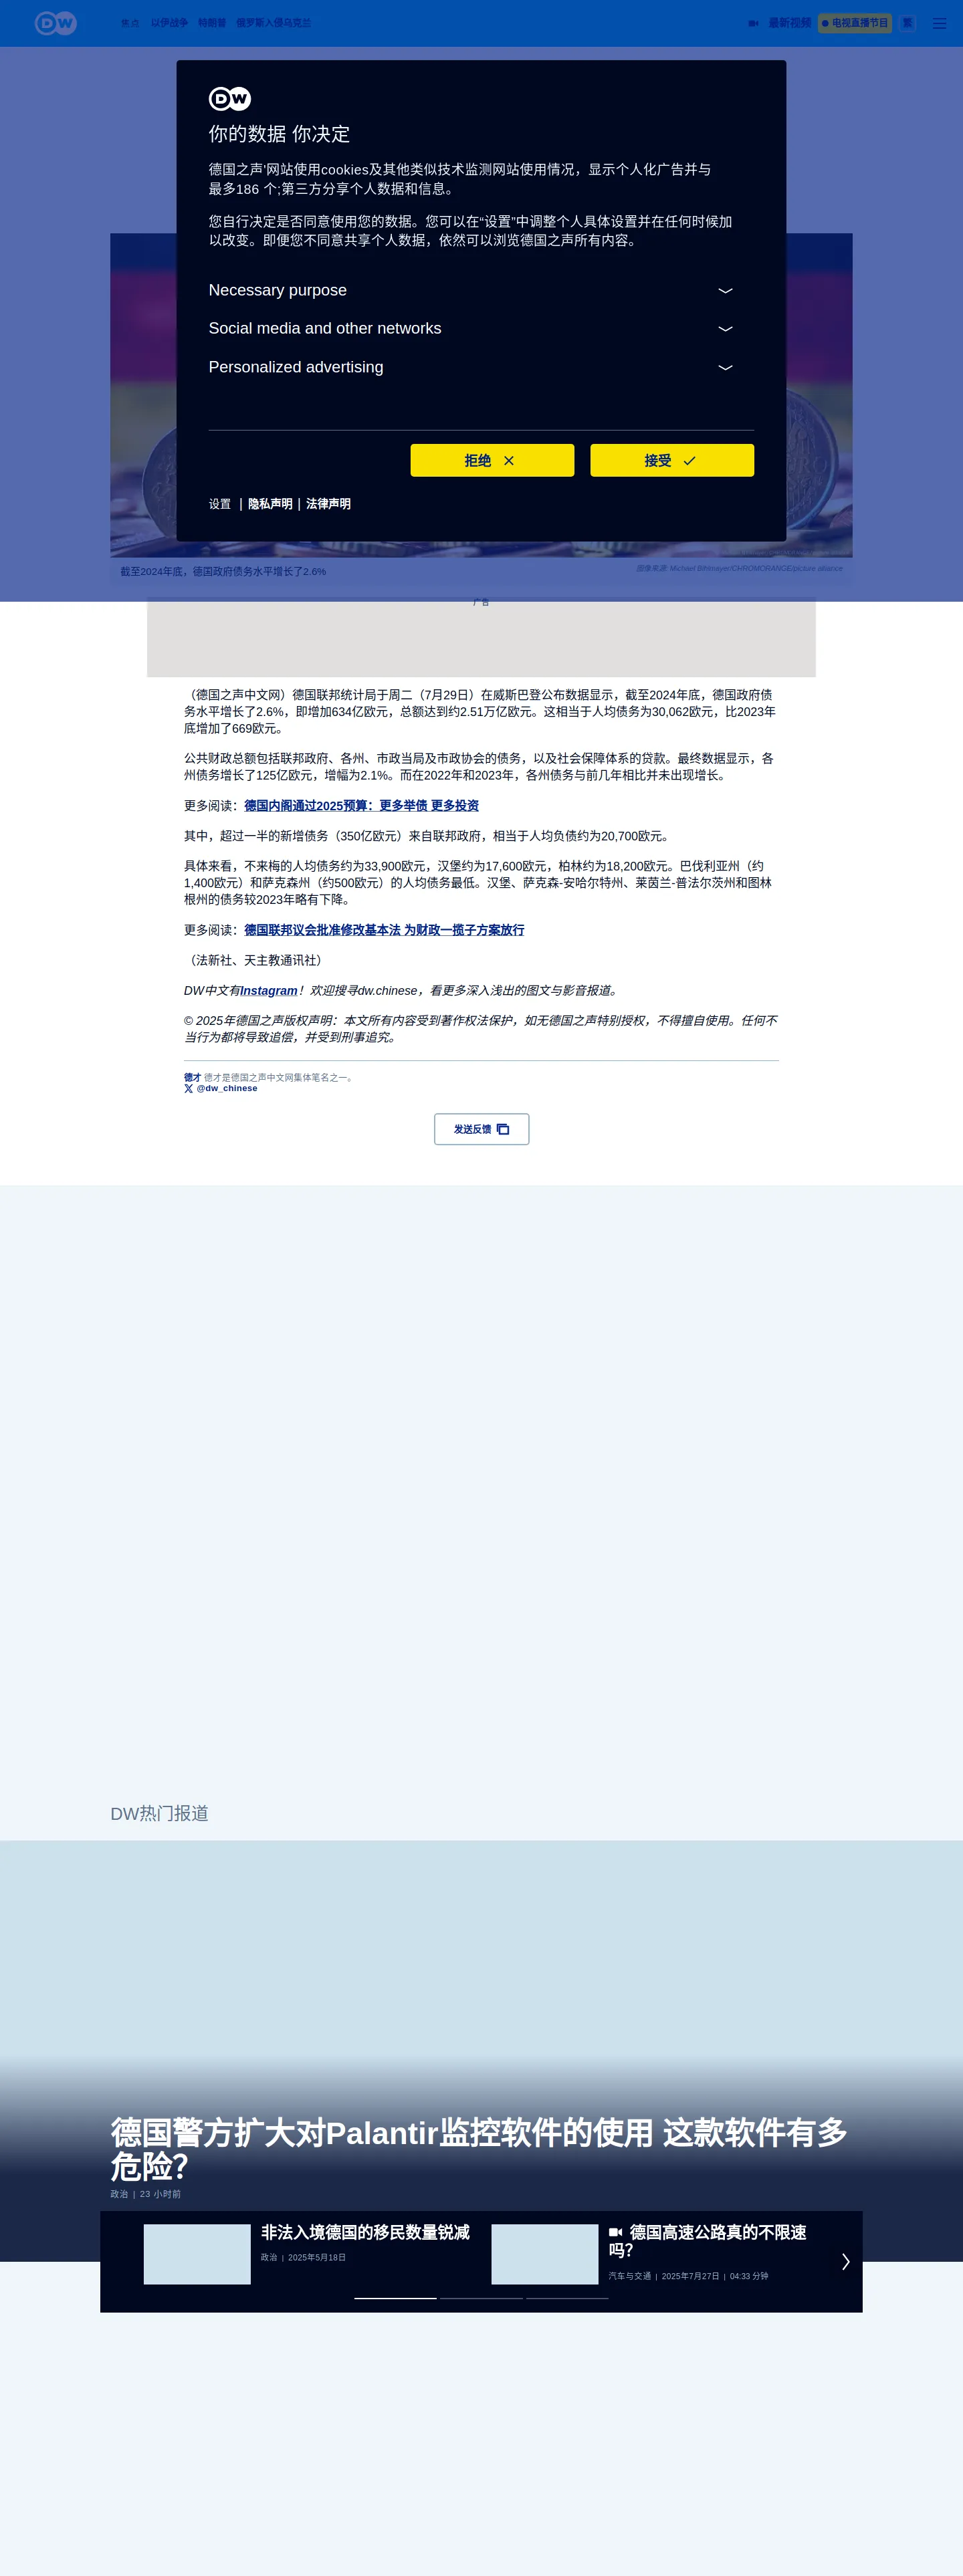 DW
焦点 以伊战争 特朗普 俄罗斯入侵乌克兰 最新视频 电视直播节目 繁
DW
你的数据 你决定
德国之声'网站使用cookies及其他类似技术监测网站使用情况，显示个人化广告并与
最多186 个;第三方分享个人数据和信息。
您自行决定是否同意使用您的数据。您可以在“设置”中调整个人具体设置并在任何时候加
以改变。即便您不同意共享个人数据，依然可以浏览德国之声所有内容。
Necessary purpose
Social media and other networks
Personalized advertising
拒绝 接受
设置 | 隐私声明 | 法律声明
截至2024年底，德国政府债务水平增长了2.6% 图像来源: Michael Bihlmayer/CHROMORANGE/picture alliance
广告
（德国之声中文网）德国联邦统计局于周二（7月29日）在威斯巴登公布数据显示，截至2024年底，德国政府债
务水平增长了2.6%，即增加634亿欧元，总额达到约2.51万亿欧元。这相当于人均债务为30,062欧元，比2023年
底增加了669欧元。
公共财政总额包括联邦政府、各州、市政当局及市政协会的债务，以及社会保障体系的贷款。最终数据显示，各
州债务增长了125亿欧元，增幅为2.1%。而在2022年和2023年，各州债务与前几年相比并未出现增长。
更多阅读：德国内阁通过2025预算：更多举债 更多投资
其中，超过一半的新增债务（350亿欧元）来自联邦政府，相当于人均负债约为20,700欧元。
具体来看，不来梅的人均债务约为33,900欧元，汉堡约为17,600欧元，柏林约为18,200欧元。巴伐利亚州（约
1,400欧元）和萨克森州（约500欧元）的人均债务最低。汉堡、萨克森-安哈尔特州、莱茵兰-普法尔茨州和图林
根州的债务较2023年略有下降。
更多阅读：德国联邦议会批准修改基本法 为财政一揽子方案放行
（法新社、天主教通讯社）
DW中文有Instagram！欢迎搜寻dw.chinese，看更多深入浅出的图文与影音报道。
© 2025年德国之声版权声明：本文所有内容受到著作权法保护，如无德国之声特别授权，不得擅自使用。任何不
当行为都将导致追偿，并受到刑事追究。
德才 德才是德国之声中文网集体笔名之一。
@dw_chinese
发送反馈
DW热门报道
德国警方扩大对Palantir监控软件的使用 这款软件有多
危险？
政治 | 23 小时前
非法入境德国的移民数量锐减
政治 | 2025年5月18日
德国高速公路真的不限速
吗？
汽车与交通 | 2025年7月27日 | 04:33 分钟